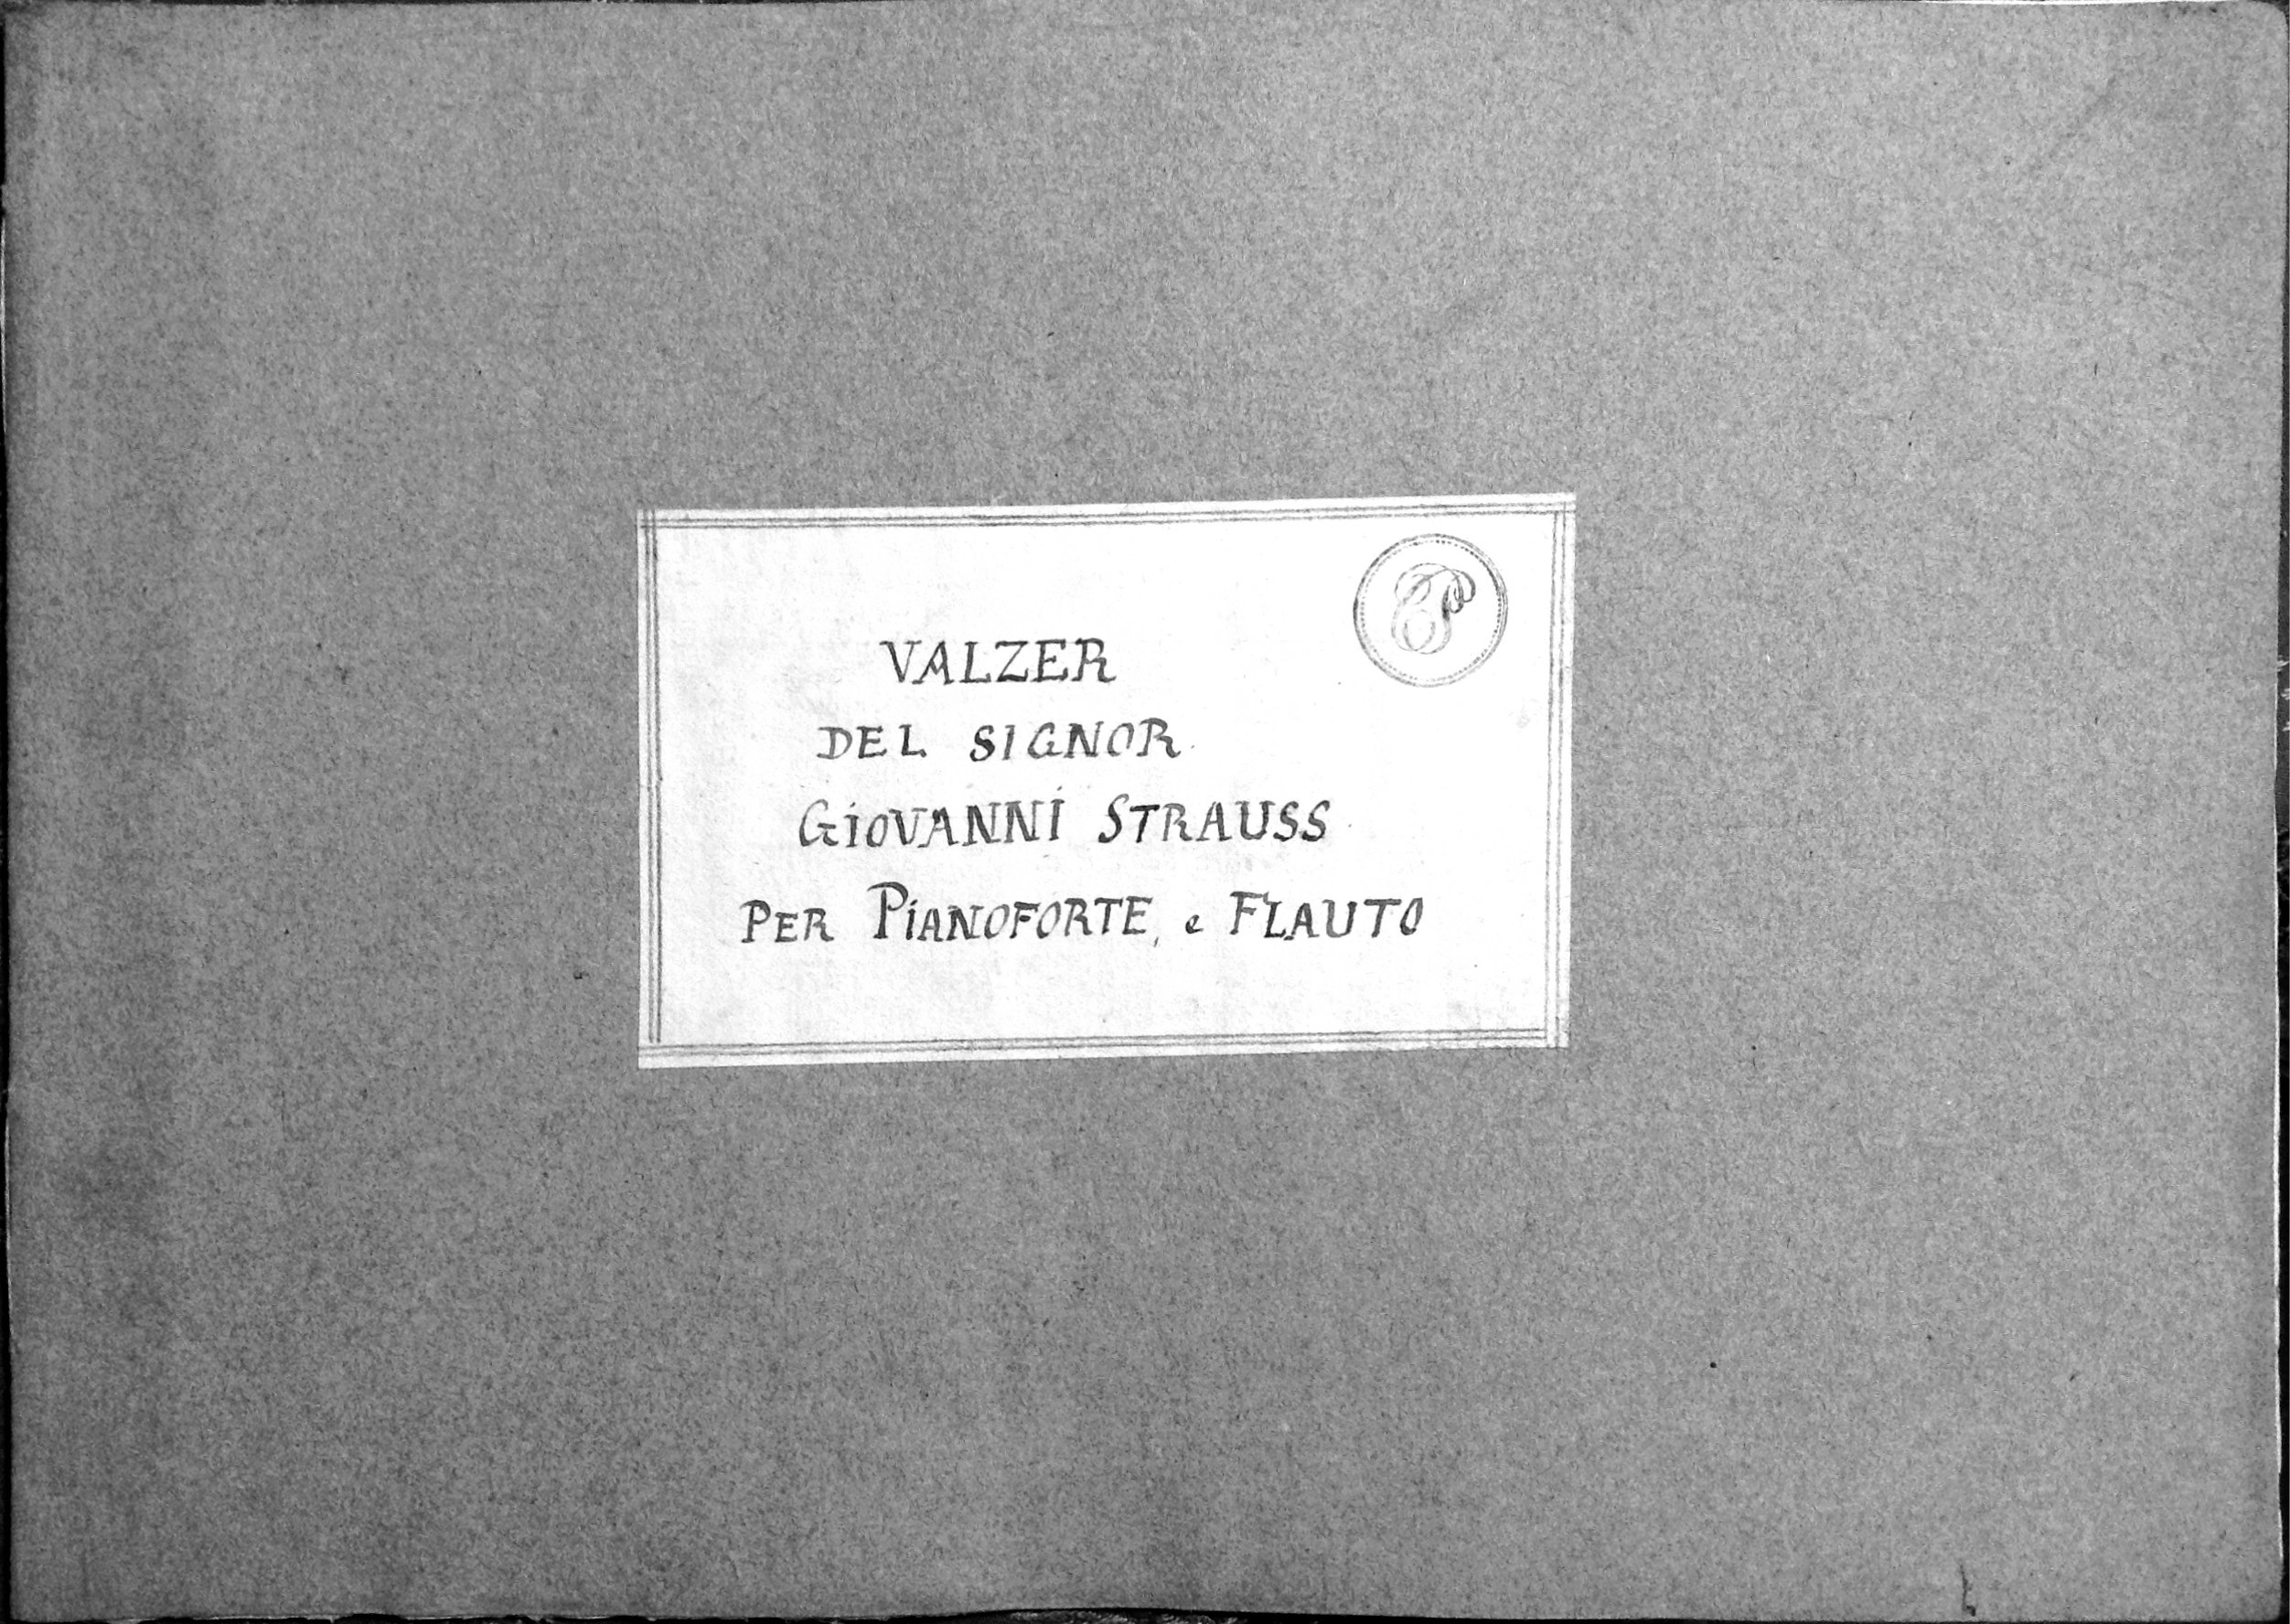 VALZER
DEL SIGNOR
GiOVANNi STRAUSS
PER PiANOFORTE, e FLAUTO